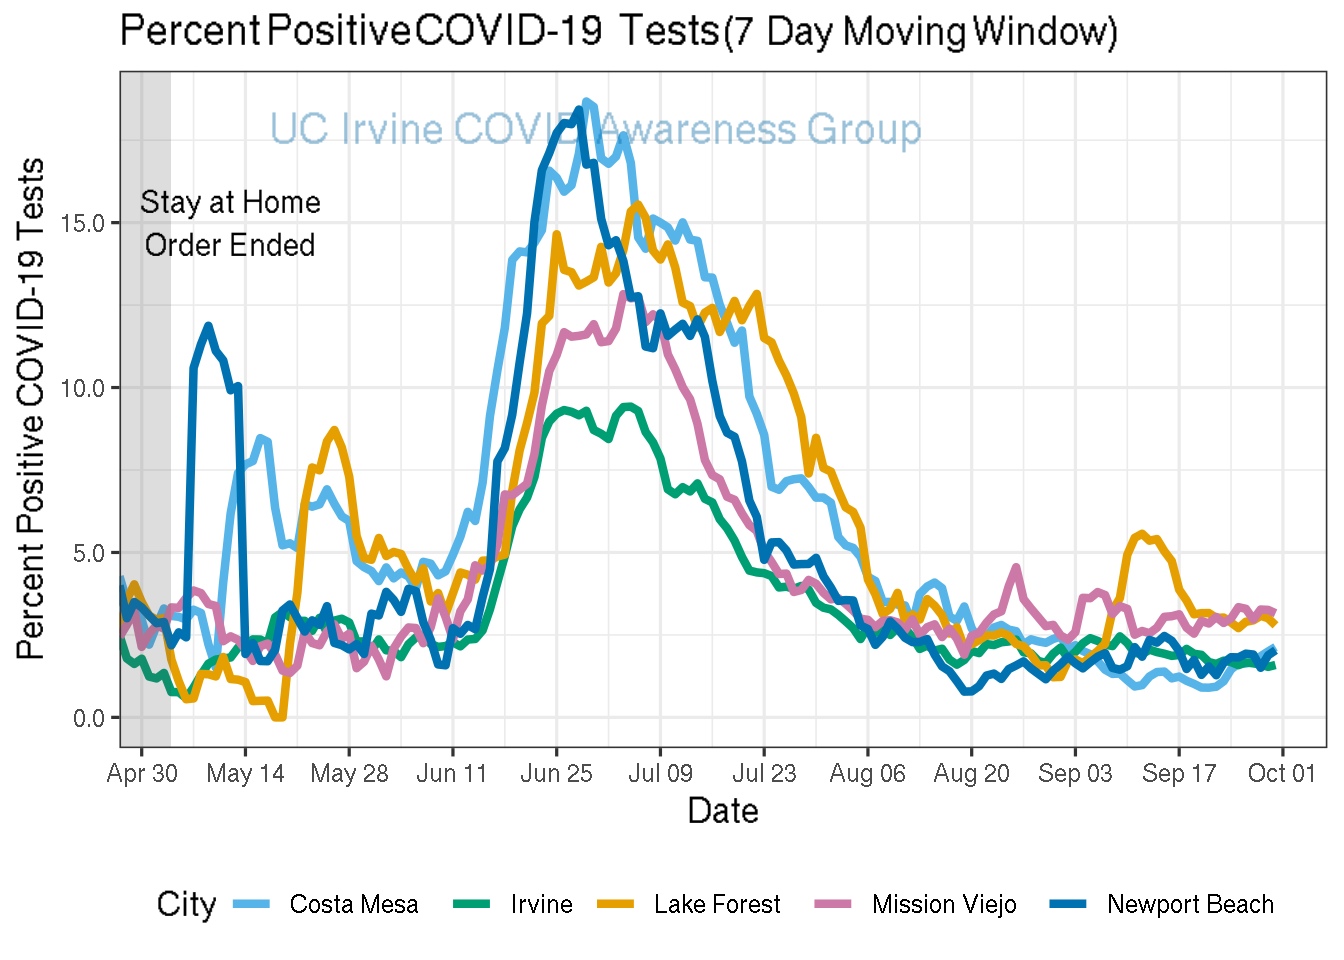 Percent Positive COVID-19 Tests(7 Day Moving Window)
UC Irvine COVID Awareness Group
Stay at Home
Order Ended
Percent Positive COVID-19 Tests
15.0
10.0
5.0
0.0
Apr 30 May 14 May 28 Jun 11 Jun 25 Jul 09 Jul 23 Aug 06 Aug 20 Sep 03 Sep 17 Oct 01
Date
City Costa Mesa Irvine Lake Forest Mission Viejo Newport Beach